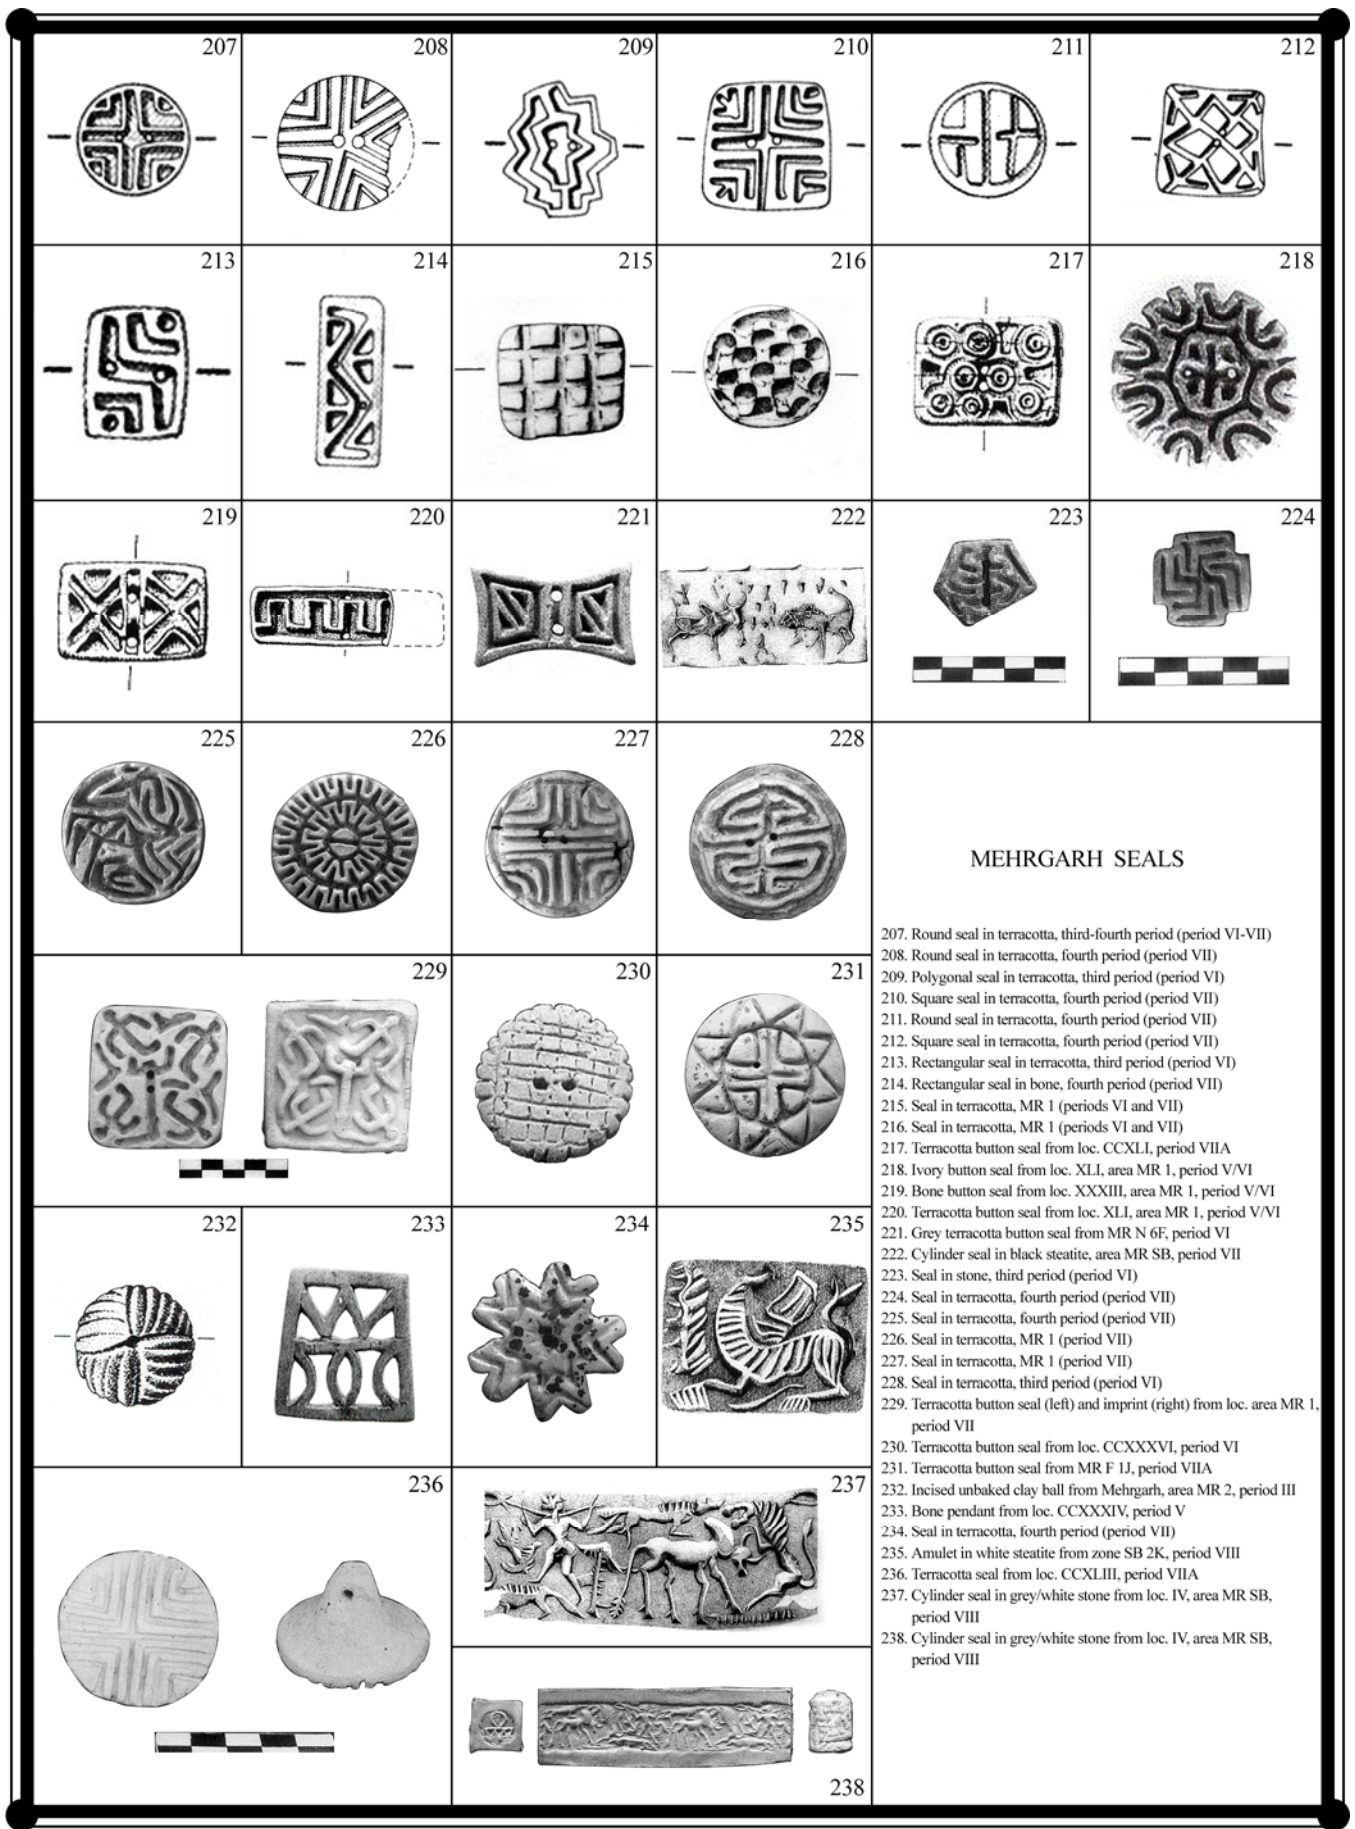 207
208
209
210
211
212
213
214
215
216
217
218
219
220
221
222
223
224
225
226
227
228
MEHRGARH SEALS
207. Round seal in terracotta, third-fourth period (period VI-VII)
208. Round seal in terracotta, fourth period (period VII)
209. Polygonal seal in terracotta, third period (period VI)
210. Square seal in terracotta, fourth period (period VII)
211. Round seal in terracotta, fourth period (period VII)
212. Square seal in terracotta, fourth period (period VII)
213. Rectangular seal in terracotta, third period (period VI)
214. Rectangular seal in bone, fourth period (period VII)
215. Seal in terracotta, MR 1 (periods VI and VII)
216. Seal in terracotta, MR 1 (periods VI and VII)
217. Terracotta button seal from loc. CCXLI, period VIIA
218. Ivory button seal from loc. XLI, area MR 1, period V/VI
219. Bone button seal from loc. XXXIII, area MR 1, period V/VI
220. Terracotta button seal from loc. XLI, area MR 1, period V/VI
221. Grey terracotta button seal from MR N 6F, period VI
222. Cylinder seal in black steatite, area MR SB, period VII
223. Seal in stone, third period (period VI)
224. Seal in terracotta, fourth period (period VII)
225. Seal in terracotta, fourth period (period VII)
226. Seal in terracotta, MR 1 (period VII)
227. Seal in terracotta, MR 1 (period VII)
228. Seal in terracotta, third period (period VI)
229. Terracotta button seal (left) and imprint (right) from loc. area MR 1,
period VII
230. Terracotta button seal from loc. CCXXXVI, period VI
231. Terracotta button seal from MR F 1J, period VIIA
232. Incised unbaked clay ball from Mehrgarh, area MR 2, period III
233. Bone pendant from loc. CCXXXIV, period V
234. Seal in terracotta, fourth period (period VII)
235. Amulet in white steatite from zone SB 2K, period VIII
236. Terracotta seal from loc. CCXLIII, period VIIA
237. Cylinder seal in grey/white stone from loc. IV, area MR SB,
period VIII
238. Cylinder seal in grey/white stone from loc. IV, area MR SB,
period VIII
229
230
231
232
233
234
235
236
237
238